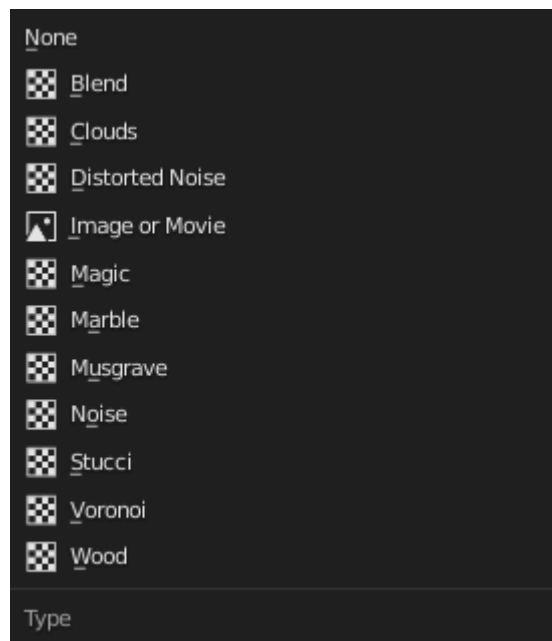 None
Blend
Clouds
Distorted Noise
Image or Movie
Magic
Marble
Musgrave
Noise
Stucci
Voronoi
Wood
Type